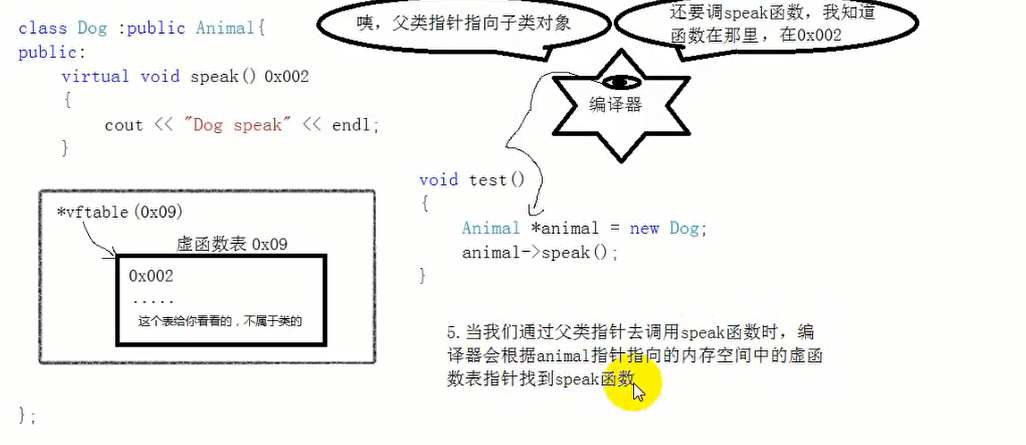 class Dog :public Animal{
public:
virtual void speak() 0x002
{
cout << "Dog speak" << endl;
}
*vftable(0x09)
虚函数表 0x09
0x002
.....
这个表给你看看的，不属于类的
};
咦，父类指针指向子类对象
还要调speak函数，我知道
函数在那里，在0x002
编译器
void test()
{
Animal *animal = new Dog;
animal->speak();
}
5.当我们通过父类指针去调用speak函数时，编
译器会根据animal指针指向的内存空间中的虚函
数表指针找到speak函数